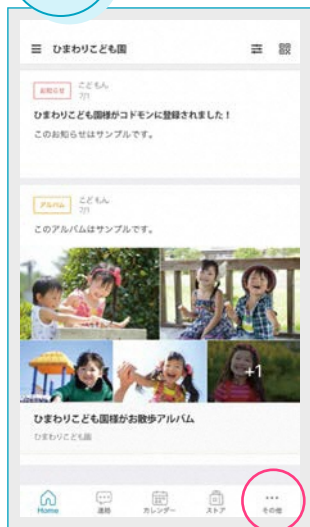 ひまわりこども園
お知らせ
こどもん
7/1
ひまわりこども園様がコドモンに登録されました！
このお知らせはサンプルです。
アルバム
こどもん
7/1
このアルバムはサンプルです。
+1
ひまわりこども園様がお散歩アルバム
ひまわりこども園
Home
連絡
カレンダー
ストア
その他